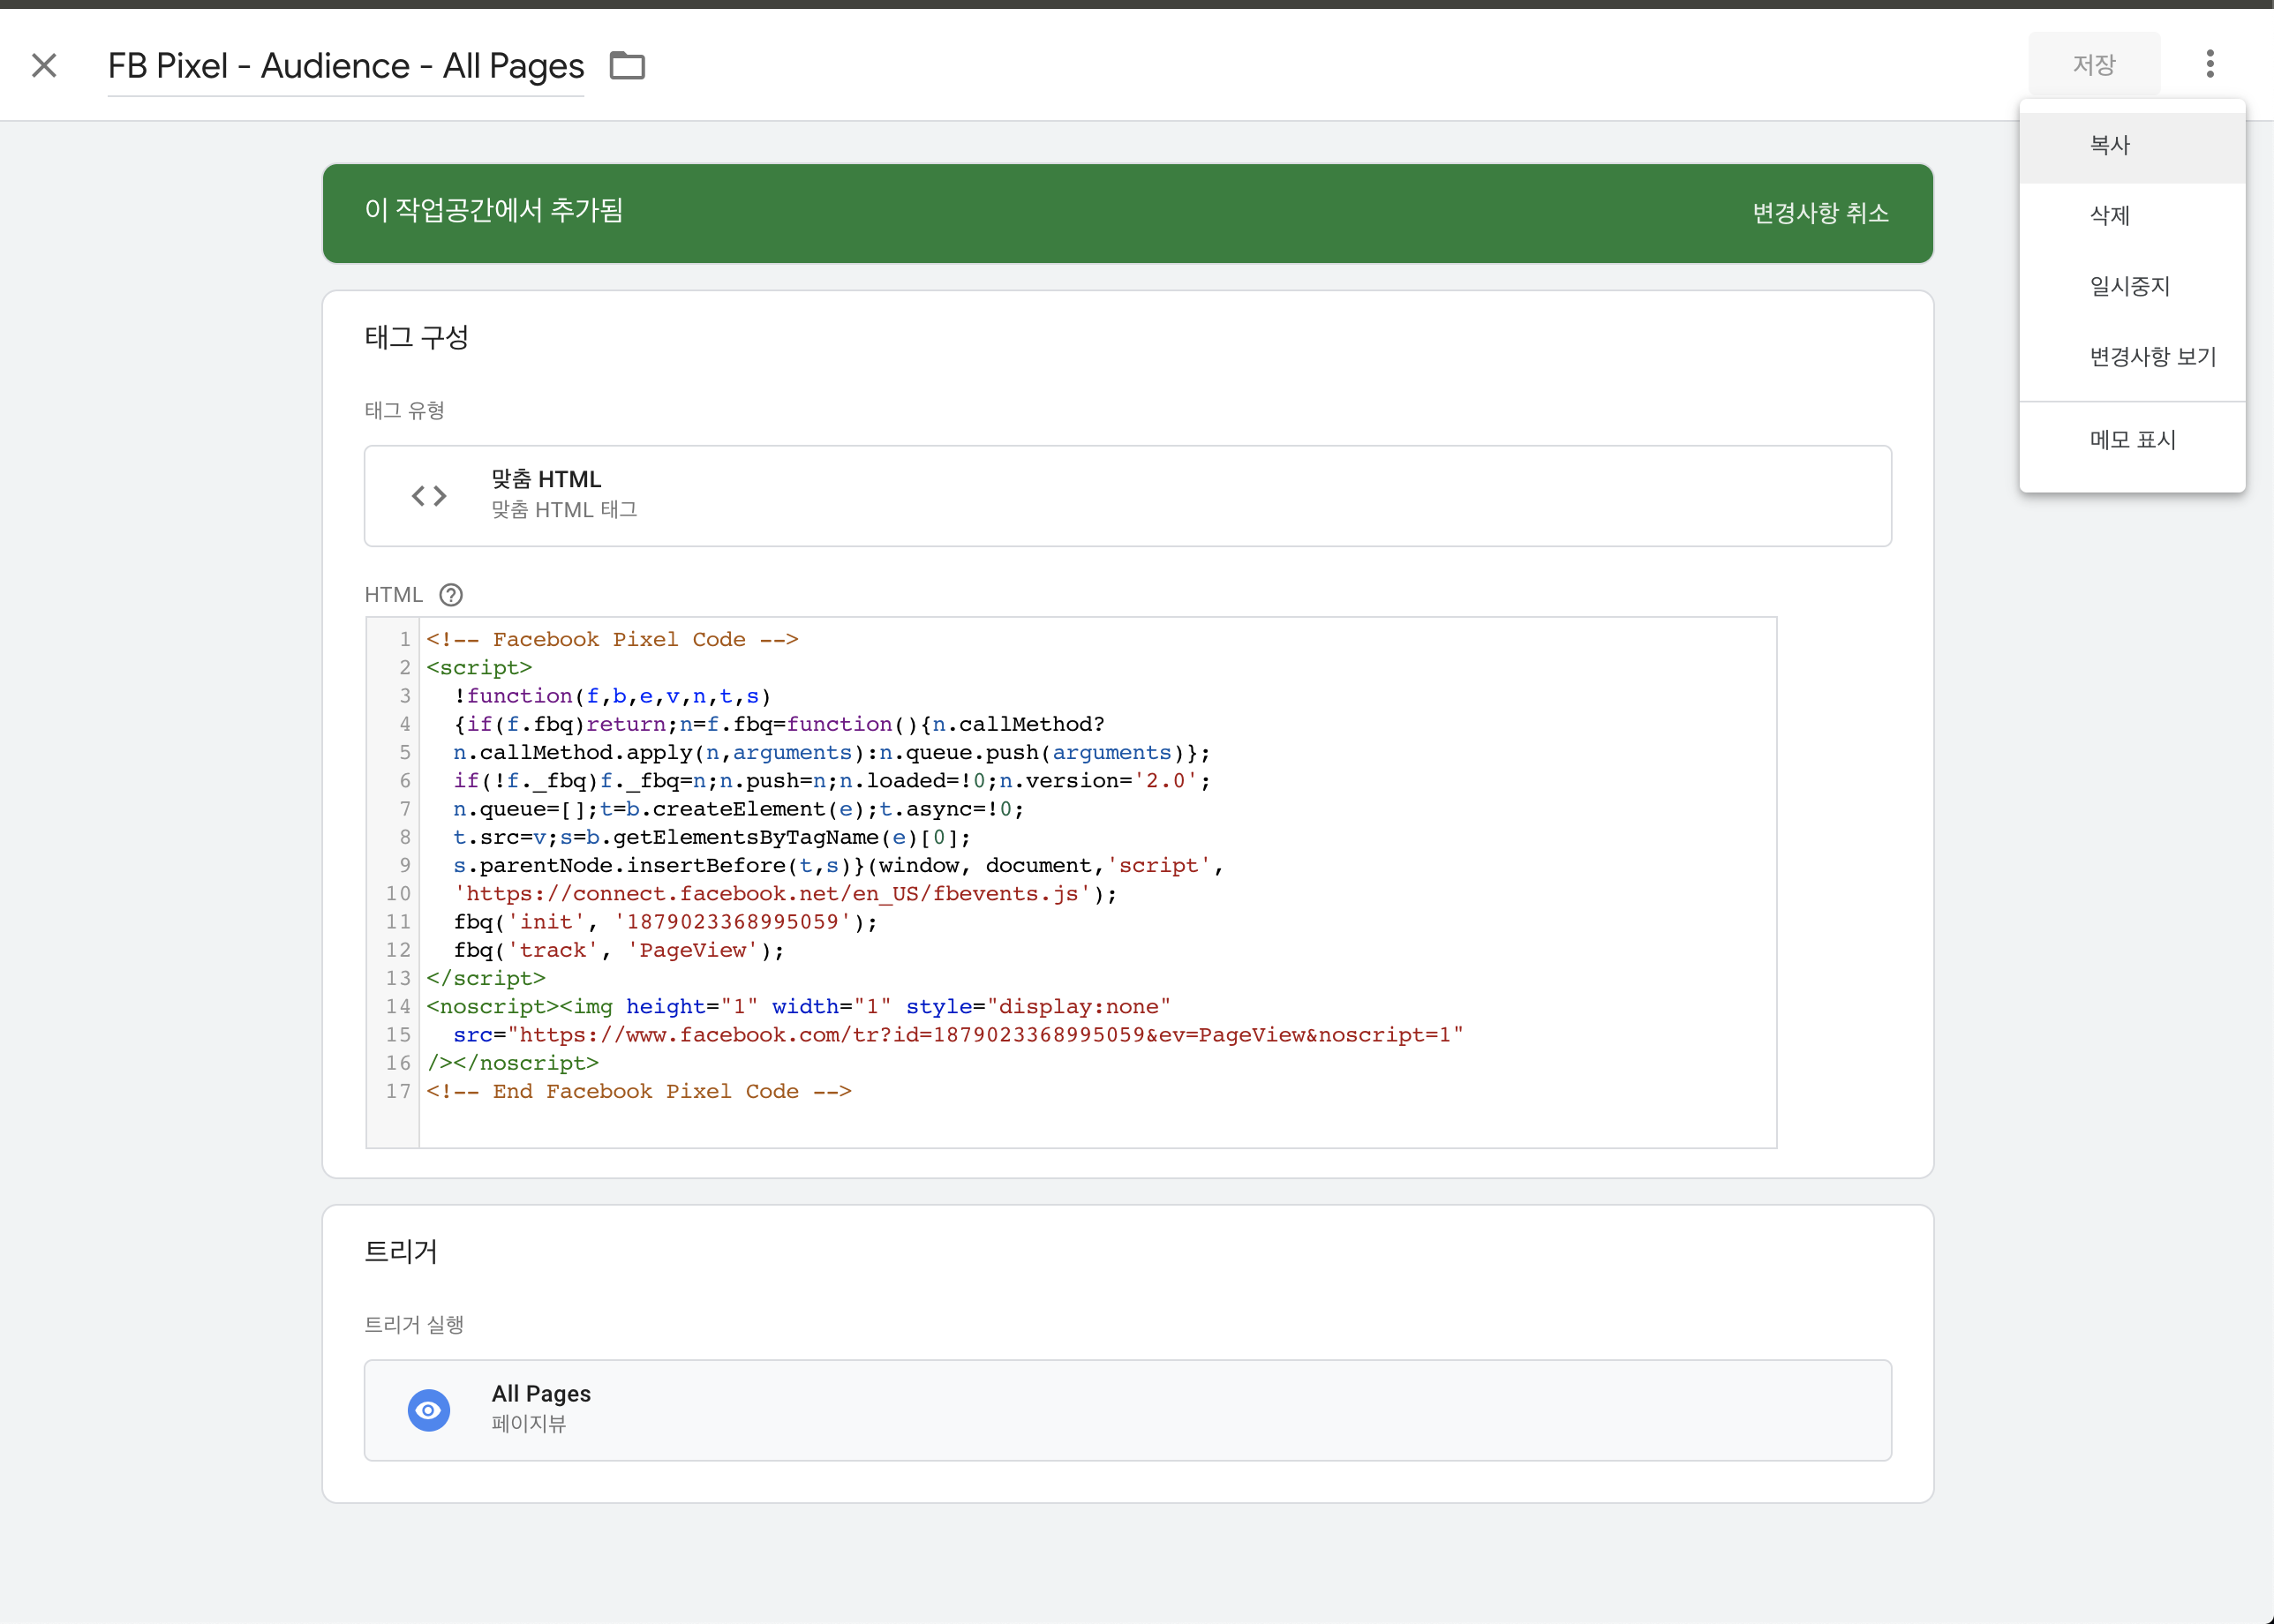 FB Pixel - Audience - All Pages
저장
복사
삭제
일시중지
변경사항 보기
메모 표시
이 작업공간에서 추가됨
변경사항 취소
태그 구성
태그 유형
맞춤 HTML
맞춤 HTML 태그
HTML
1 <!-- Facebook Pixel Code -->
2 <script>
3   !function(f,b,e,v,n,t,s)
4   {if(f.fbq)return;n=f.fbq=function(){n.callMethod?
5   n.callMethod.apply(n,arguments):n.queue.push(arguments)};
6   if(!f._fbq)f._fbq=n;n.push=n;n.loaded=!0;n.version='2.0';
7   n.queue=[];t=b.createElement(e);t.async=!0;
8   t.src=v;s=b.getElementsByTagName(e)[0];
9   s.parentNode.insertBefore(t,s)}(window, document,'script',
10   'https://connect.facebook.net/en_US/fbevents.js');
11   fbq('init', '1879023368995059');
12   fbq('track', 'PageView');
13 </script>
14 <noscript><img height="1" width="1" style="display:none"
15   src="https://www.facebook.com/tr?id=1879023368995059&ev=PageView&noscript=1"
16 /></noscript>
17 <!-- End Facebook Pixel Code -->
트리거
트리거 실행
All Pages
페이지뷰